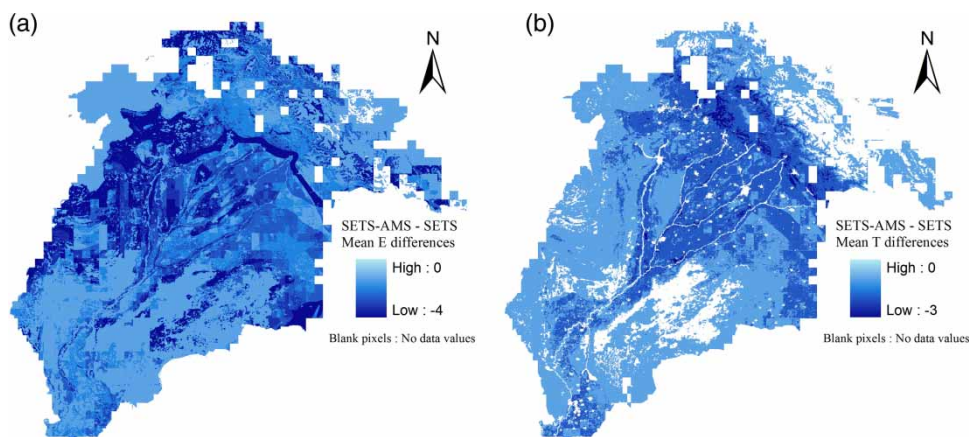 (a)
N
SETS-AMS - SETS
Mean E differences
High : 0
Low : -4
Blank pixels : No data values
(b)
N
SETS-AMS - SETS
Mean T differences
High : 0
Low : -3
Blank pixels : No data values